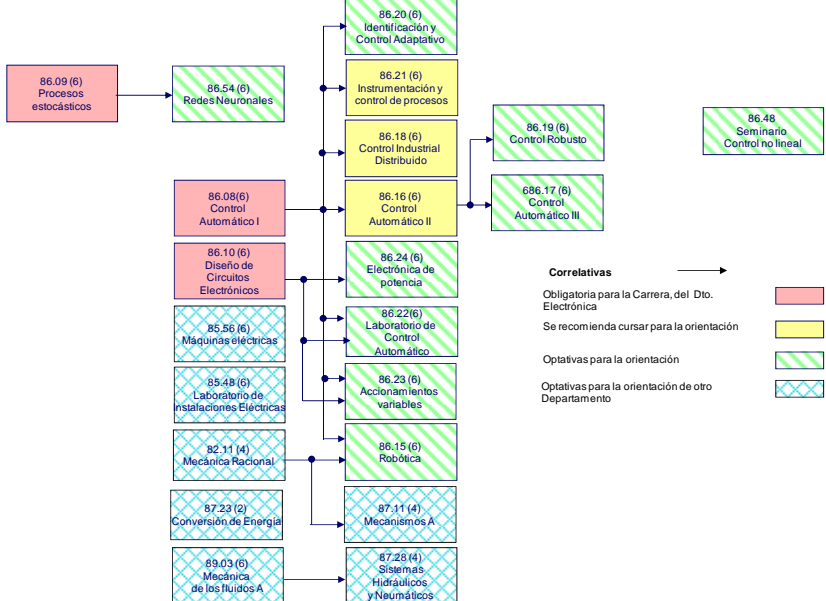 86.20 (6)
Identificación y
Control Adaptativo
86.09 (6)
Procesos
estocásticos
86.54 (6)
Redes Neuronales
86.21 (6)
Instrumentación y
control de procesos
86.18 (6)
Control Industrial
Distribuido
86.19 (6)
Control Robusto
86.48
Seminario
Control no lineal
86.08(6)
Control
Automático I
86.16 (6)
Control
Automático II
686.17 (6)
Control
Automático III
86.10 (6)
Diseño de
Circuitos
Electrónicos
86.24 (6)
Electrónica de
potencia
85.56 (6)
Máquinas eléctricas
86.22(6)
Laboratorio de
Control
Automático
85.48 (6)
Laboratorio de
Instalaciones Eléctricas
86.23 (6)
Accionamientos
variables
82.11 (4)
Mecánica Racional
86.15 (6)
Robótica
87.23 (2)
Conversión de Energía
87.11 (4)
Mecanismos A
89.03 (6)
Mecánica
de los fluidos A
87.28 (4)
Sistemas
Hidráulicos
y Neumáticos
Correlativas
Obligatoria para la Carrera, del Dto.
Electrónica
Se recomienda cursar para la orientación
Optativas para la orientación
Optativas para la orientación de otro
Departamento